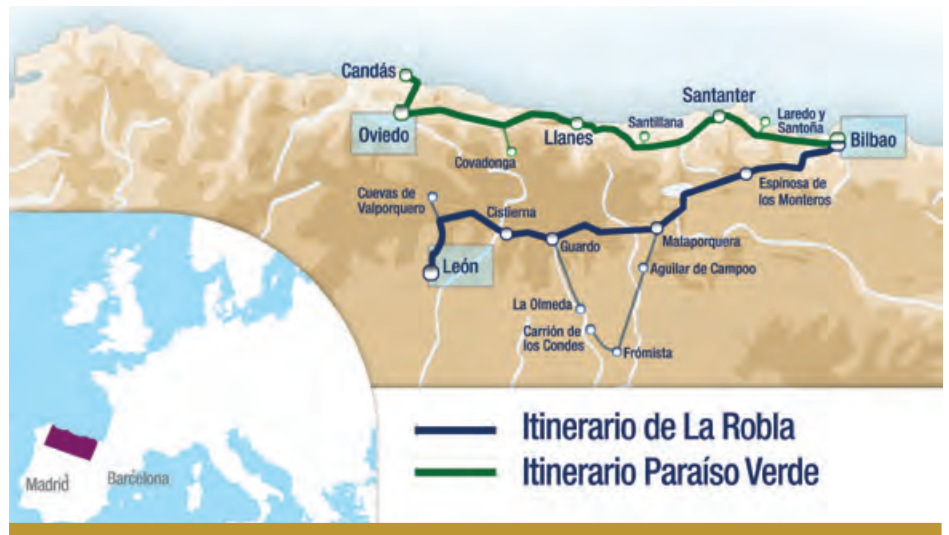 Candás
Oviedo
Covadonga
Llanes
Santillana
Santanter
Laredo y
Santoña
Bilbao
Cuevas de
Valporquero
León
Cistierna
Guardo
Mataporquera
Espinosa de
los Monteros
Aguilar de Campoo
La Olmeda
Carrión de
los Condes
Frómista
Madrid
Barcelona
Itinerario de La Robla
Itinerario Paraíso Verde